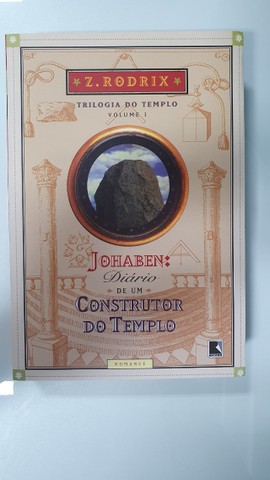 Z. RODRIX
TRILOGIA DO TEMPLO
VOLUME I
J
B
JOHABEN:
Diário
DE UM
CONSTRUTOR
DO TEMPLO
ROMANCE